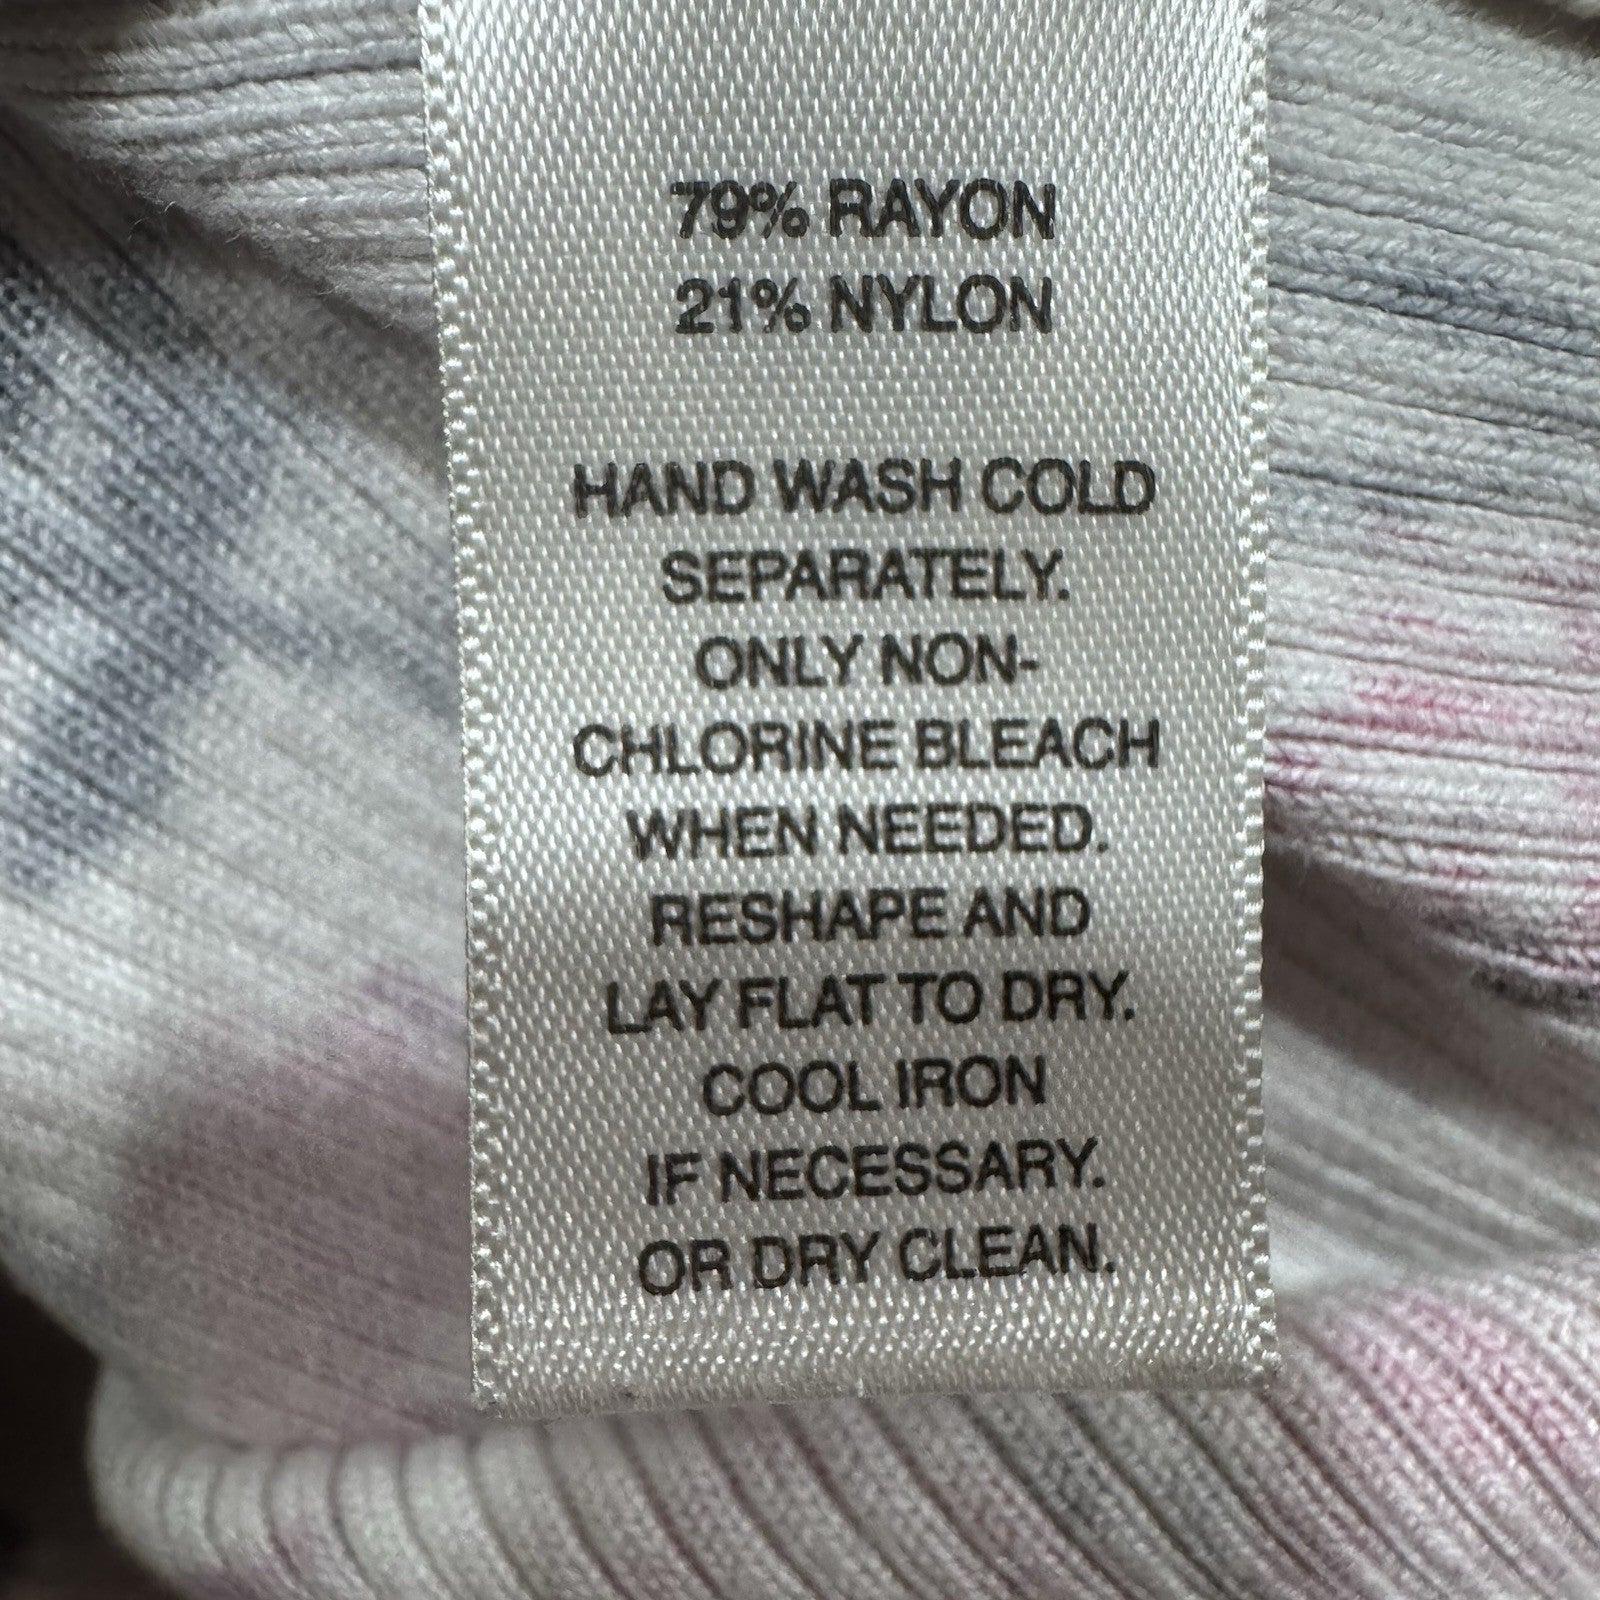 79% RAYON
21% NYLON
HAND WASH COLD
SEPARATELY.
ONLY NON-
CHLORINE BLEACH
WHEN NEEDED.
RESHAPE AND
LAY FLAT TO DRY.
COOL IRON
IF NECESSARY.
OR DRY CLEAN.